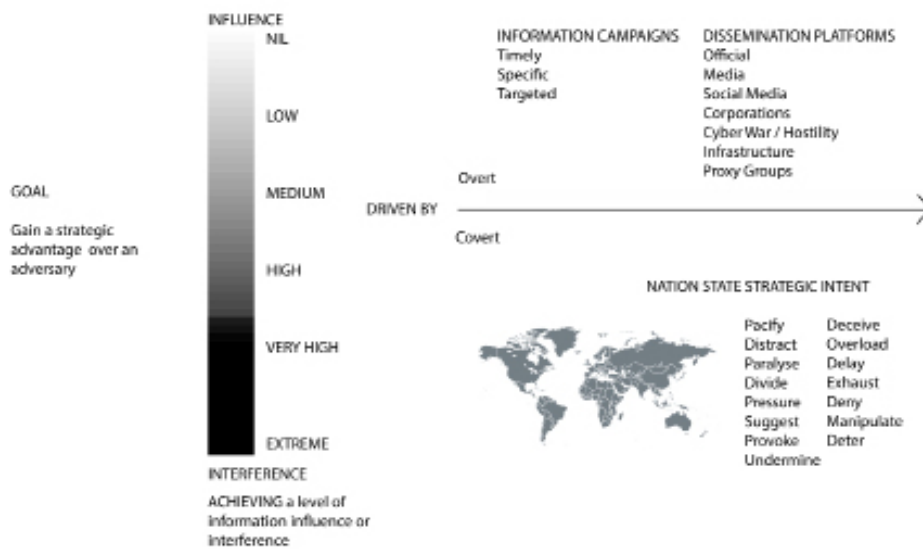 GOAL
Gain a strategic
advantage over an
adversary
INFLUENCE
NIL
LOW
MEDIUM
HIGH
VERY HIGH
EXTREME
INTERFERENCE
ACHIEVING a level of
information influence or
interference
DRIVEN BY
Overt
Covert
INFORMATION CAMPAIGNS
Timely
Specific
Targeted
DISSEMINATION PLATFORMS
Official
Media
Social Media
Corporations
Cyber War / Hostility
Infrastructure
Proxy Groups
NATION STATE STRATEGIC INTENT
Pacify
Distract
Paralyse
Divide
Pressure
Suggest
Provoke
Undermine
Deceive
Overload
Delay
Exhaust
Deny
Manipulate
Deter